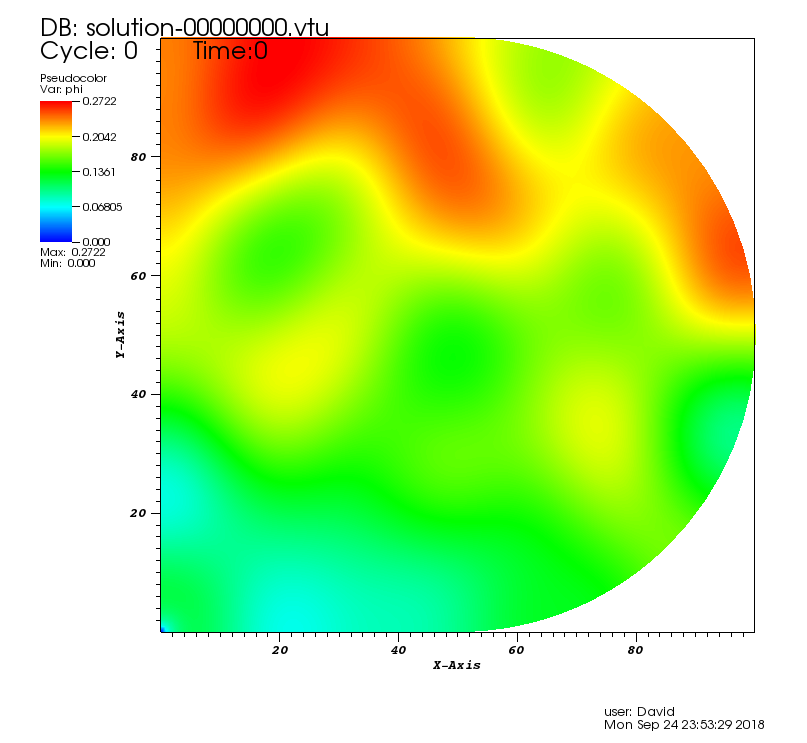 DB: solution-00000000.vtu
Cycle: 0 Time:0
Pseudocolor
Var: phi
0.2722
0.2042
0.1361
0.06805
0.000
Max: 0.2722
Min: 0.000
80
60
40
20
Y-Axis
20 40 60 80
X-Axis
user: David
Mon Sep 24 23:53:29 2018